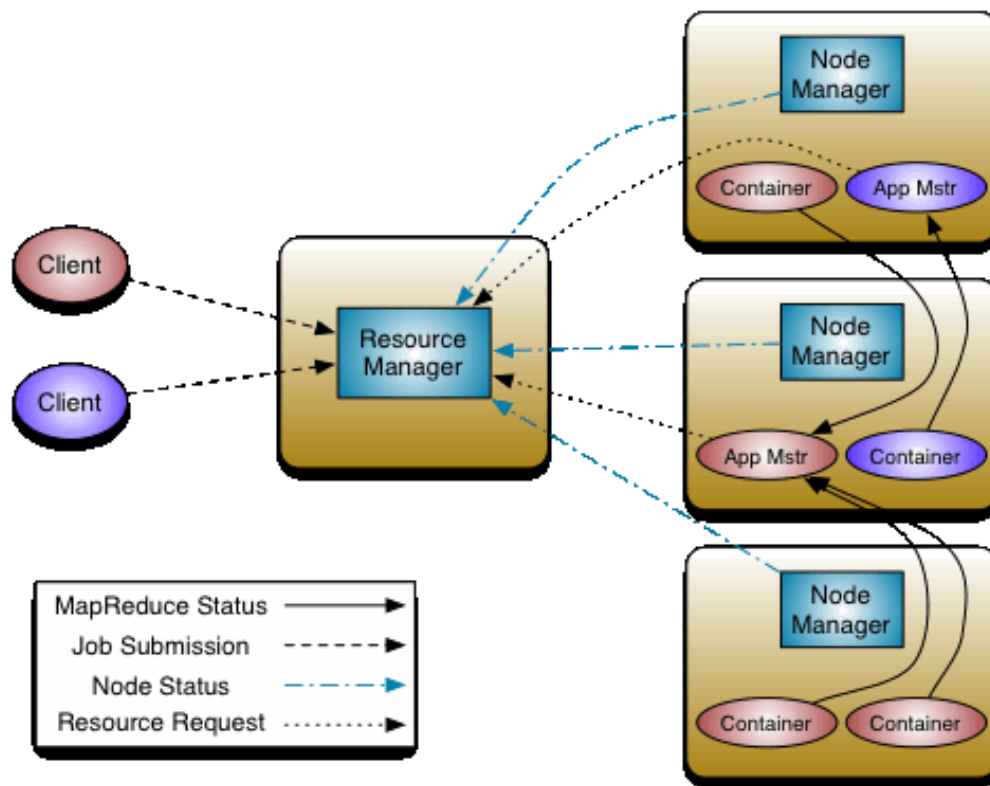 Node
Manager
Container
App Mstr
Client
Client
Resource
Manager
Node
Manager
App Mstr
Container
Node
Manager
Container
Container
MapReduce Status
Job Submission
Node Status
Resource Request